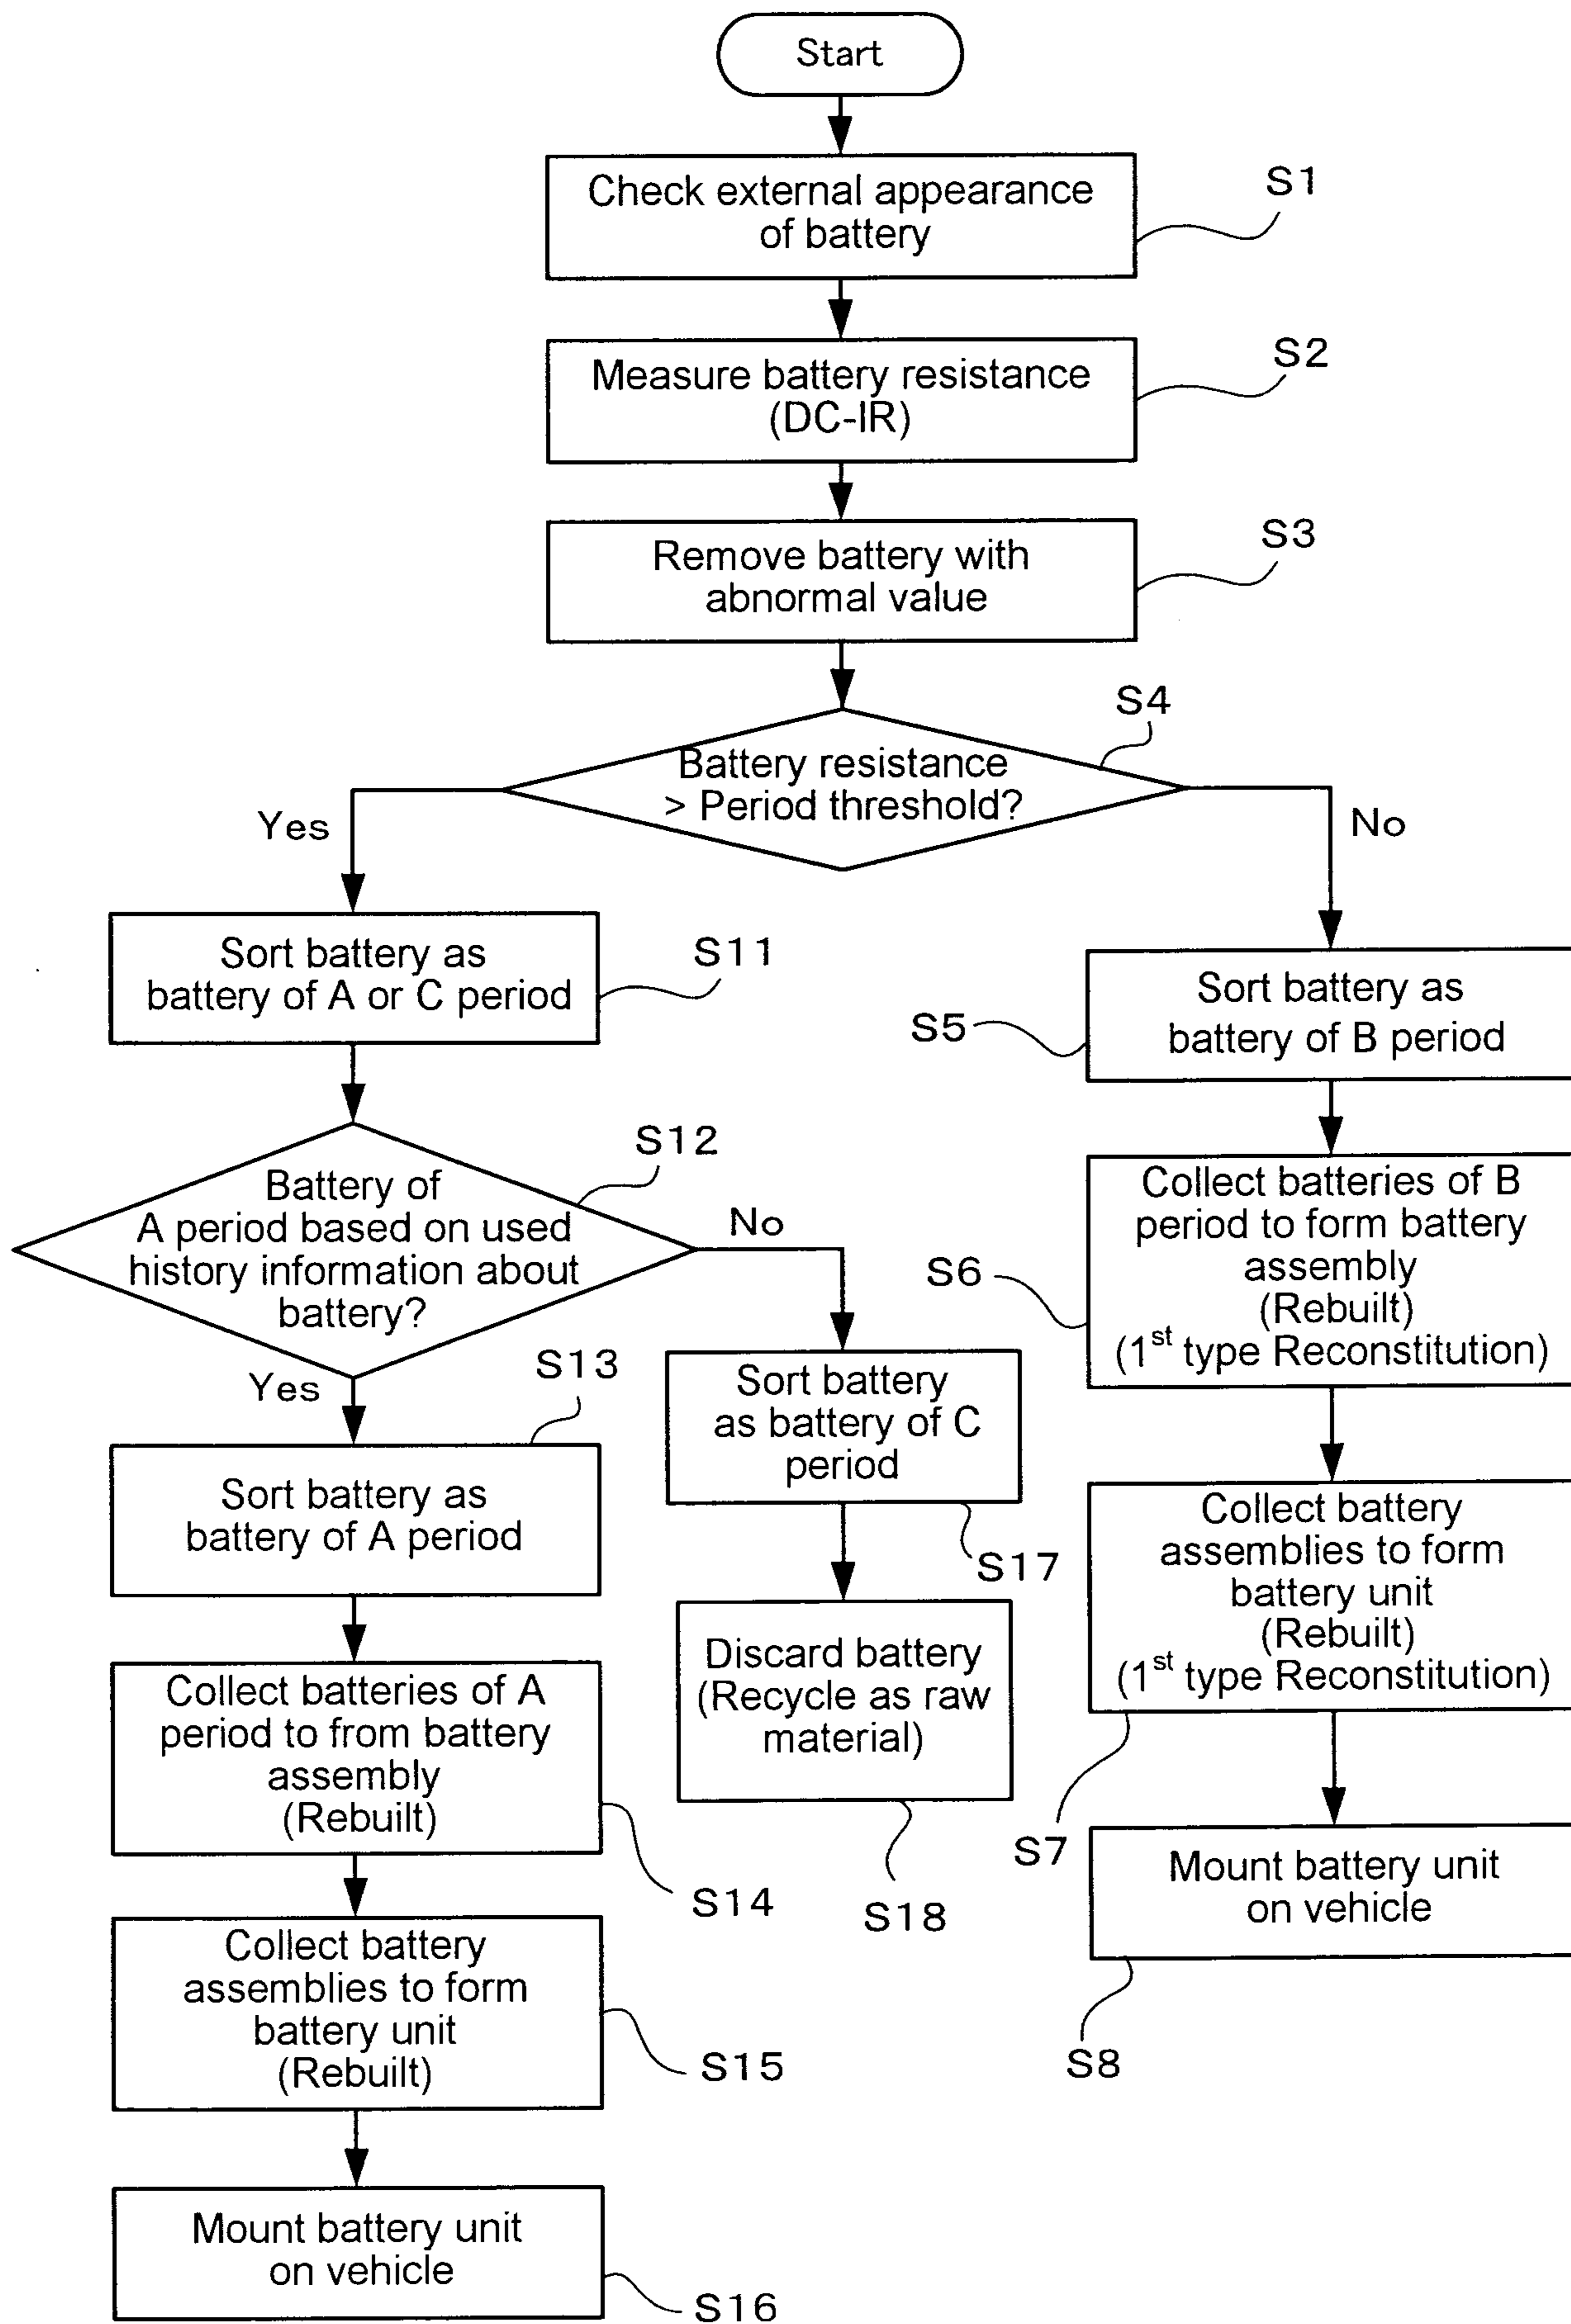 Start
Check external appearance
of battery
S1
Measure battery resistance
(DC-IR)
S2
Remove battery with
abnormal value
S3
Battery resistance
> Period threshold?
S4
Yes
No
Sort battery as
battery of A or C period
S11
Sort battery as
battery of B period
S5
Battery of
A period based on used
history information about
battery?
S12
No
Yes
Collect batteries of B
period to form battery
assembly
(Rebuilt)
(1st type Reconstitution)
S6
Sort battery as
battery of A period
S13
Sort battery
as battery of C
period
S17
Collect battery
assemblies to form
battery unit
(Rebuilt)
(1st type Reconstitution)
S7
Collect batteries of A
period to from battery
assembly
(Rebuilt)
S14
Discard battery
(Recycle as raw
material)
S18
Mount battery unit
on vehicle
S8
Collect battery
assemblies to form
battery unit
(Rebuilt)
S15
Mount battery unit
on vehicle
S16